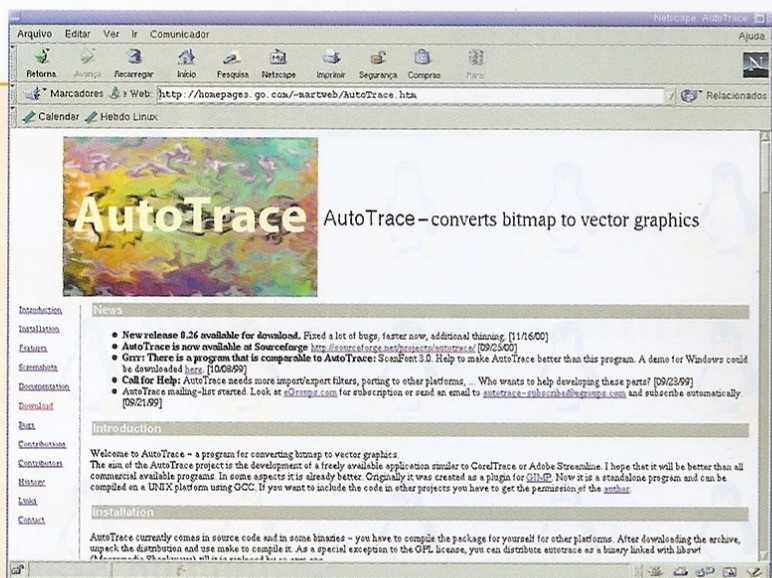 Netscape: AutoTrace
Arquivo Editar Ver Ir Comunicador Ajuda
Retorna Avança Recarregar Início Pesquisa Netscape Imprimir Segurança Compras Parar
Marcadores Web: http://homepages.go.com/~martweb/AutoTrace.htm Relacionados
Calendar Hebdo Linux
AutoTrace
AutoTrace – converts bitmap to vector graphics
Introduction
Installation
Features
Screenshots
Documentation
Download
Bugs
Contributions
Contributors
History
Links
Contact
News
New release 0.26 available for download. Fixed a lot of bugs, faster now, additional thinning. [11/16/00]
AutoTrace is now available at Sourceforge http://sourceforge.net/projects/autotrace/ [09/25/00]
Grrr: There is a program that is comparable to AutoTrace: ScanFont 3.0. Help to make AutoTrace better than this program. A demo for Windows could
be downloaded here. [10/08/99]
Call for Help: AutoTrace needs more import/export filters, porting to other platforms, ... Who wants to help developing these parts? [09/23/99]
AutoTrace mailing-list started. Look at eGroups.com for subscription or send an email to autotrace-subscribe@egroups.com and subscribe automatically.
[09/21/99]
Introduction
Welcome to AutoTrace – a program for converting bitmap to vector graphics.
The aim of the AutoTrace project is the development of a freely available application similar to CorelTrace or Adobe Streamline. I hope that it will be better than all
commercial available programs. In some aspects it is already better. Originally it was created as a plugin for GIMP. Now it is a standalone program and can be
compiled on a UNIX platform using GCC. If you want to include the code in other projects you have to get the permission of the author.
Installation
AutoTrace currently comes in source code and in some binaries – you have to compile the package for yourself for other platforms. After downloading the archive,
unpack the distribution and use make to compile it. As a special exception to the GPL license, you can distribute autotrace as a binary linked with libswf